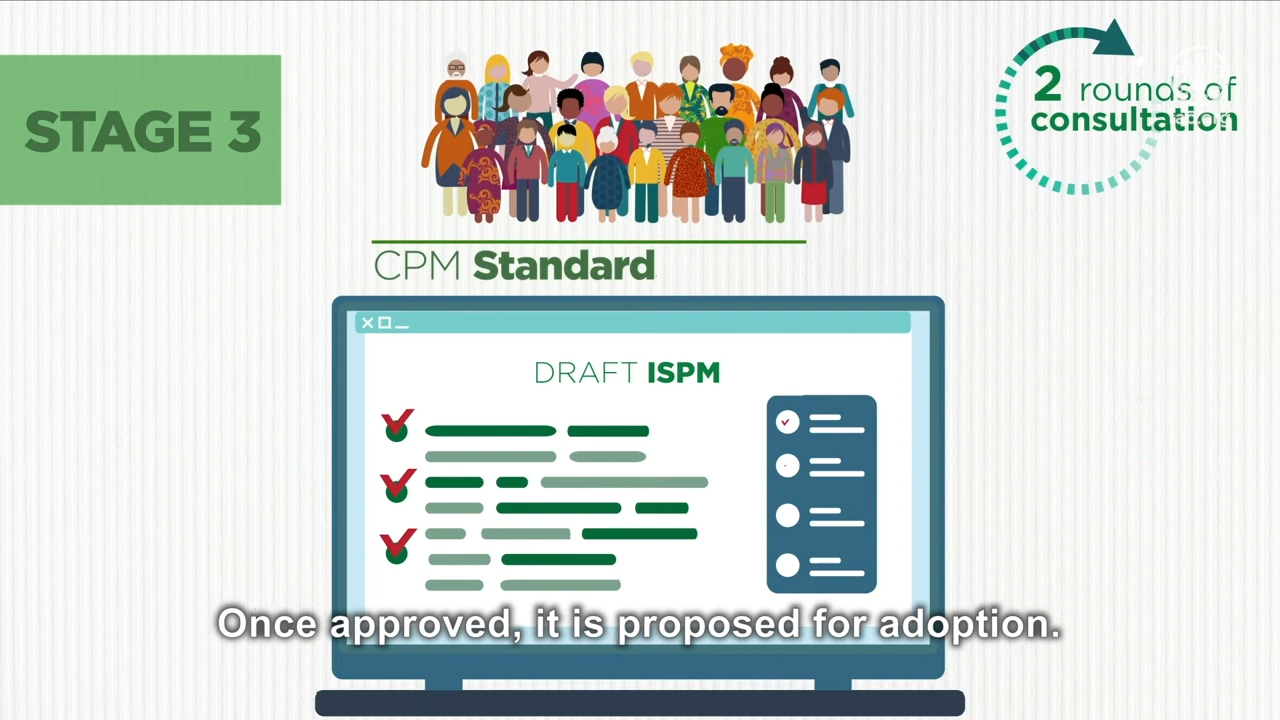 STAGE 3
2 rounds of
consultation
CPM Standard
DRAFT ISPM
Once approved, it is proposed for adoption.